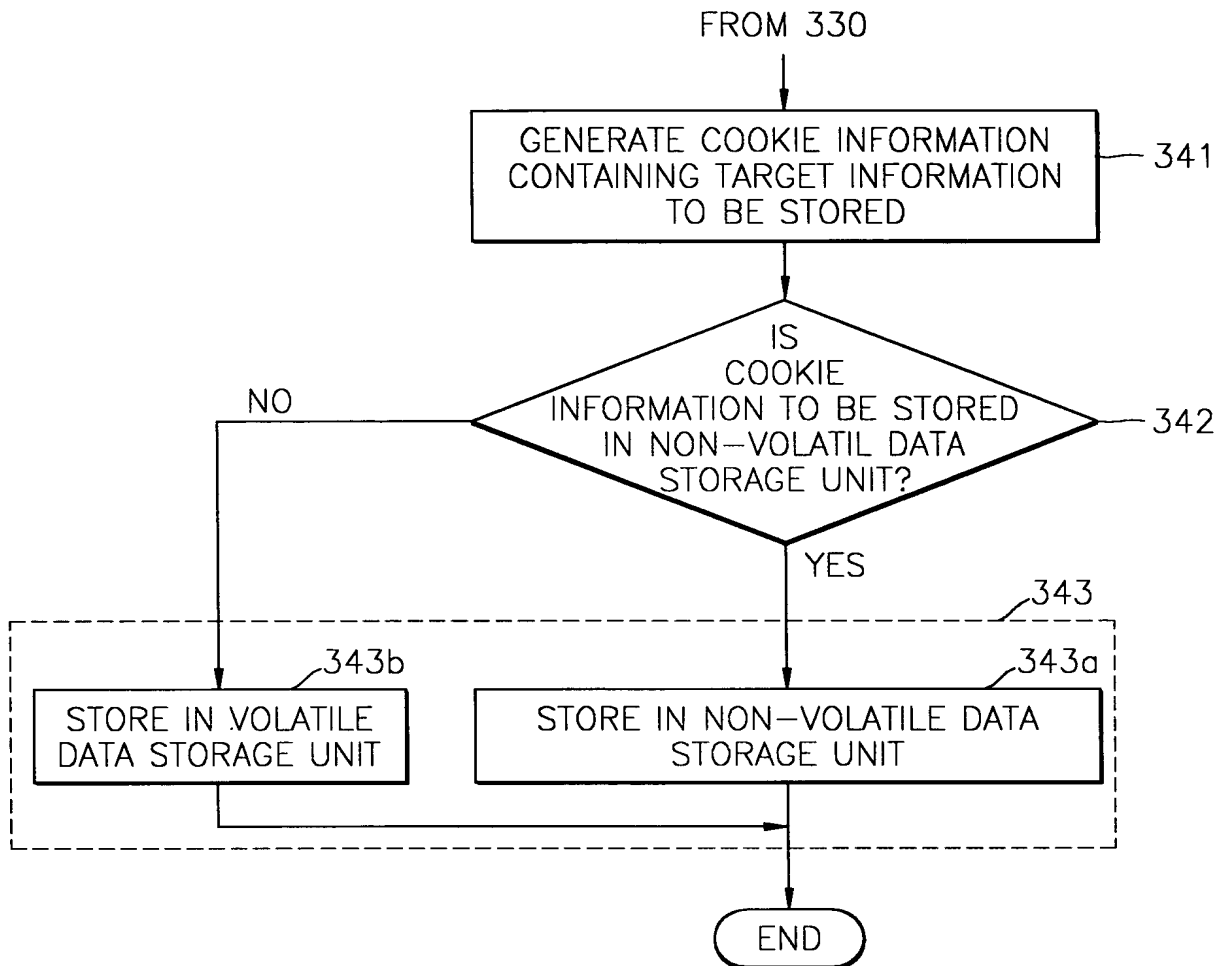 FROM 330
GENERATE COOKIE INFORMATION
CONTAINING TARGET INFORMATION
TO BE STORED
341
IS
COOKIE
INFORMATION TO BE STORED
IN NON-VOLATIL DATA
STORAGE UNIT?
342
NO
YES
343
343b
343a
STORE IN VOLATILE
DATA STORAGE UNIT
STORE IN NON-VOLATILE DATA
STORAGE UNIT
END